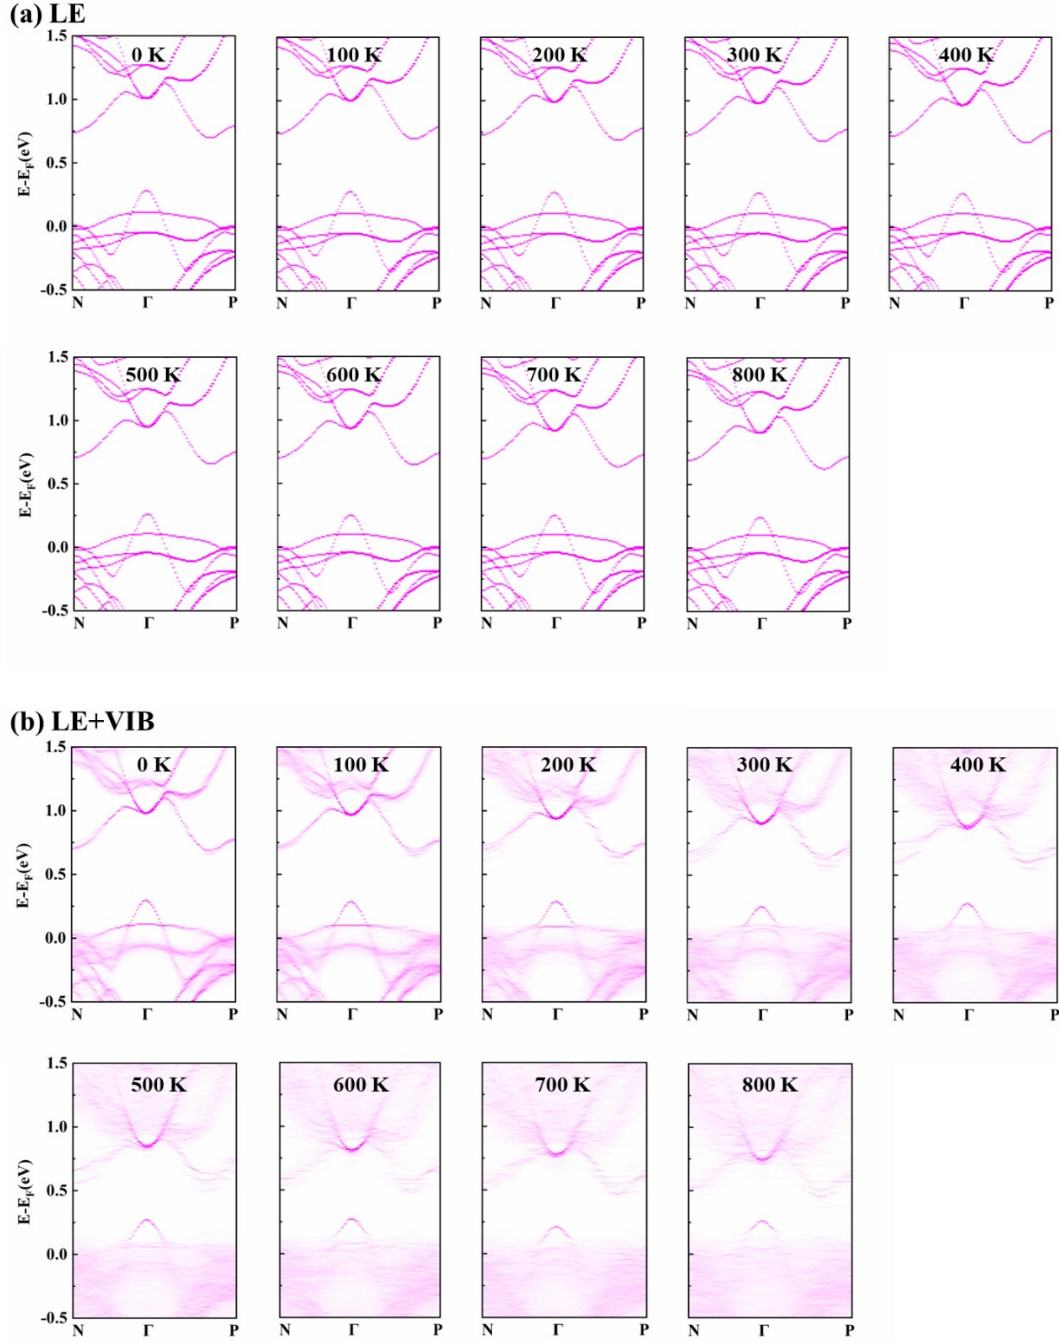 (a) LE
0 K 100 K 200 K 300 K 400 K
1.5
1.0
0.5
0.0
-0.5
E-EF(eV)
N Γ P N Γ P N Γ P N Γ P N Γ P
500 K 600 K 700 K 800 K
1.5
1.0
0.5
0.0
-0.5
E-EF(eV)
N Γ P N Γ P N Γ P N Γ P
(b) LE+VIB
0 K 100 K 200 K 300 K 400 K
1.5
1.0
0.5
0.0
-0.5
E-EF(eV)
N Γ P N Γ P N Γ P N Γ P N Γ P
500 K 600 K 700 K 800 K
1.5
1.0
0.5
0.0
-0.5
E-EF(eV)
N Γ P N Γ P N Γ P N Γ P